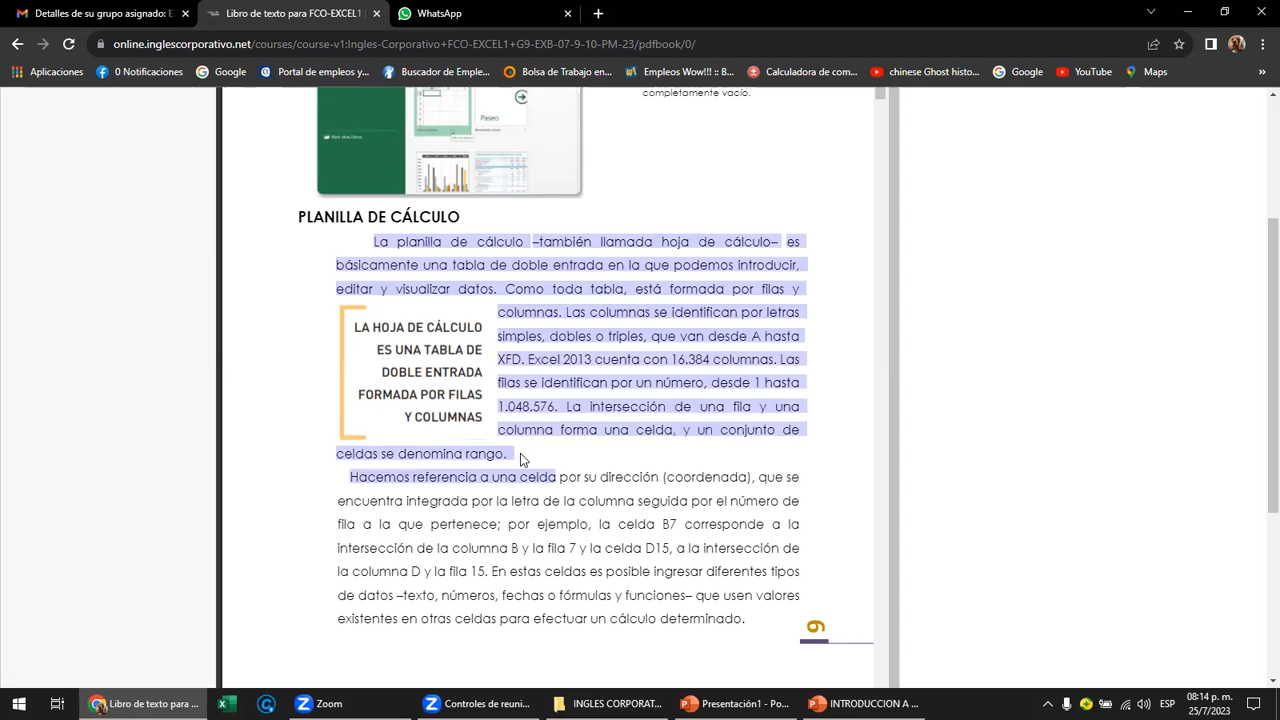 Detalles de su grupo asignado: E
Libro de texto para FCO-EXCEL1
WhatsApp
online.inglescorporativo.net/courses/course-v1:Ingles-Corporativo+FCO-EXCEL1+G9-EXB-07-9-10-PM-23/pdfbook/0/
Aplicaciones
0 Notificaciones
Google
Portal de empleos y...
Buscador de Emple...
Bolsa de Trabajo en...
Empleos Wow!!! :: B...
Calculadora de com...
chinese Ghost histo...
Google
YouTube
Maps
completamente vacío.
Paseo
Abrir otros Libros
PLANILLA DE CÁLCULO
La planilla de cálculo –también llamada hoja de cálculo– es
básicamente una tabla de doble entrada en la que podemos introducir,
editar y visualizar datos. Como toda tabla, está formada por filas y
columnas. Las columnas se identifican por letras
simples, dobles o triples, que van desde A hasta
XFD. Excel 2013 cuenta con 16.384 columnas. Las
filas se identifican por un número, desde 1 hasta
1.048.576. La intersección de una fila y una
columna forma una celda, y un conjunto de
celdas se denomina rango.
LA HOJA DE CÁLCULO
ES UNA TABLA DE
DOBLE ENTRADA
FORMADA POR FILAS
Y COLUMNAS
Hacemos referencia a una celda por su dirección (coordenada), que se
encuentra integrada por la letra de la columna seguida por el número de
fila a la que pertenece; por ejemplo, la celda B7 corresponde a la
intersección de la columna B y la fila 7 y la celda D15, a la intersección de
la columna D y la fila 15. En estas celdas es posible ingresar diferentes tipos
de datos –texto, números, fechas o fórmulas y funciones– que usen valores
existentes en otras celdas para efectuar un cálculo determinado.
9
Libro de texto para ...
Zoom
Controles de reuni...
INGLES CORPORAT...
Presentación1 - Po...
INTRODUCCION A ...
ESP
08:14 p. m.
25/7/2023